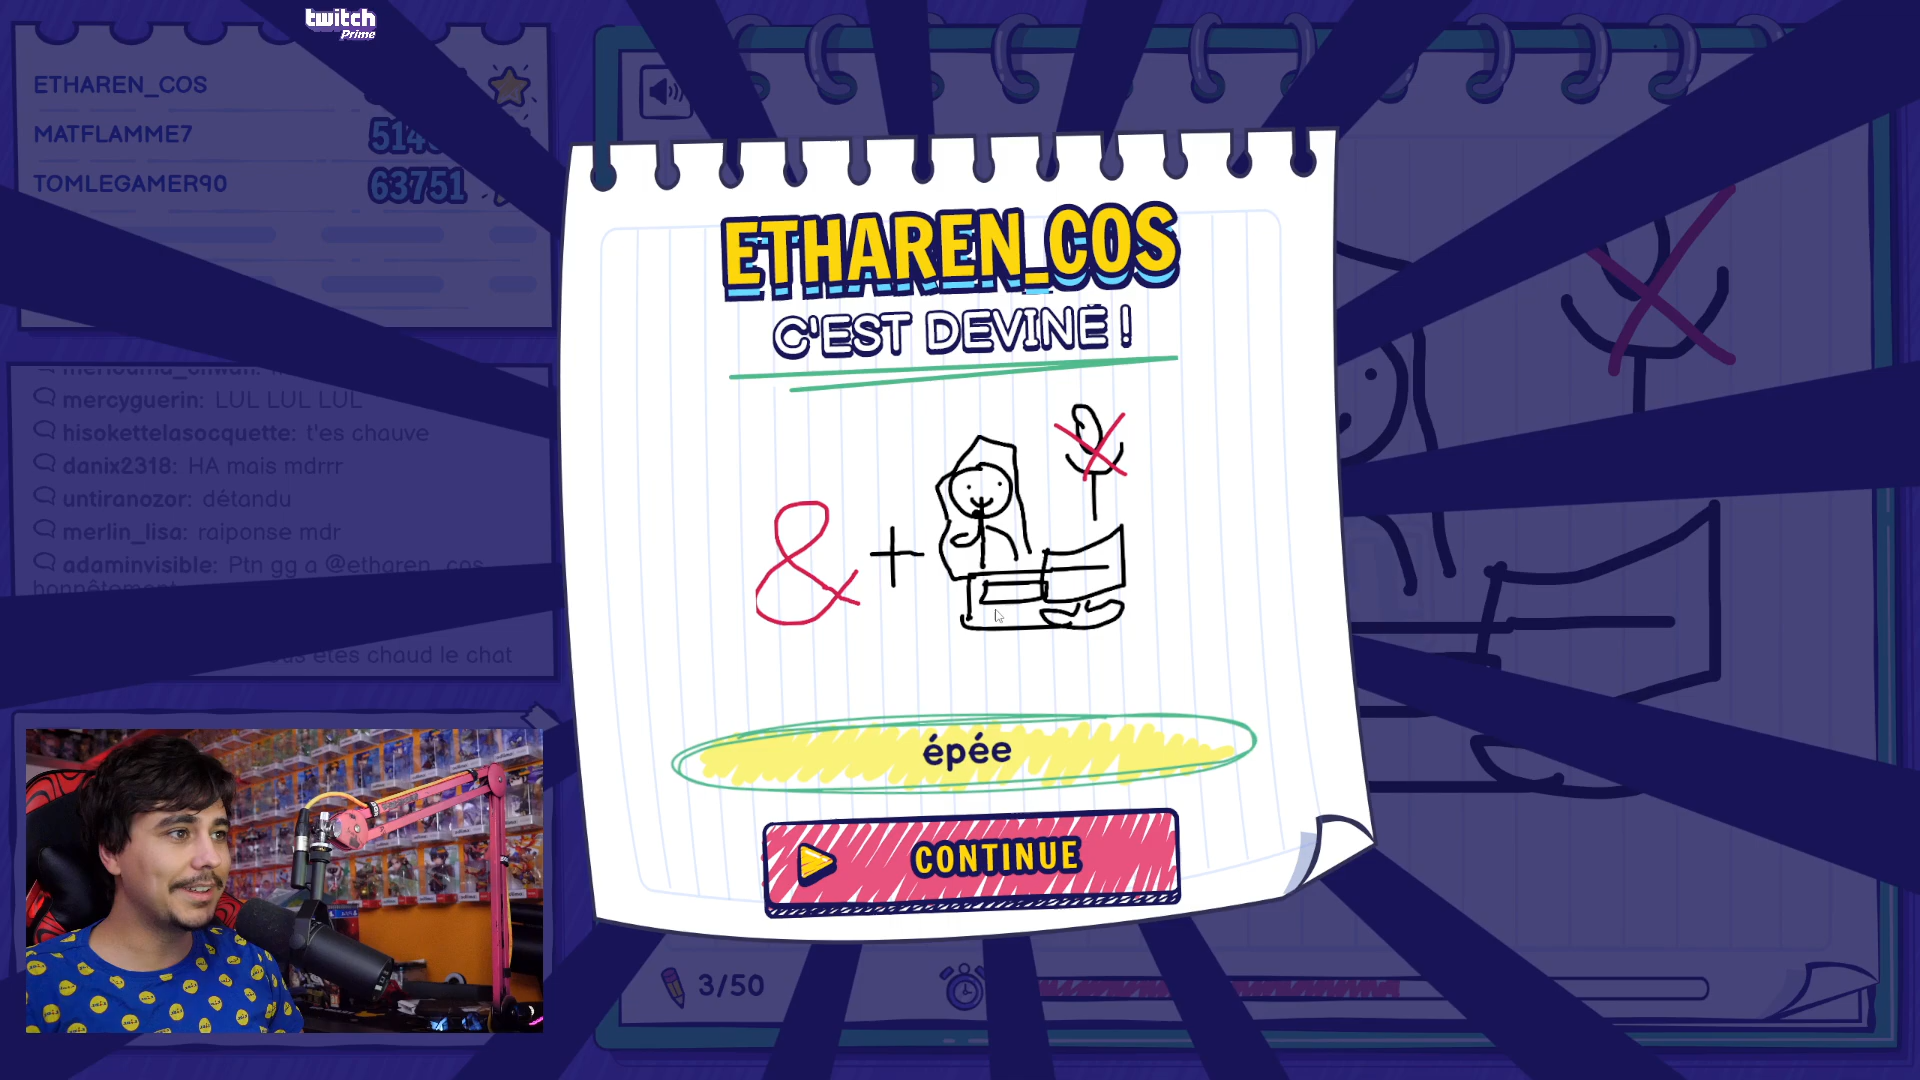 twitch
Prime
ETHAREN_COS
MATFLAMME7
TOMLEGAMER90 63751
mercyguerin: LUL LUL LUL
hisokettelasocquette: t'es chauve
danix2318: HA mais mdrrr
untiranozor: détandu
merlin_lisa: raiponse mdr
adaminvisible: Ptn gg a @etharen_cos
honnêtement
êtes chaud le chat
ETHAREN_COS
C'EST DEVINÉ !
&+
épée
CONTINUE
3/50